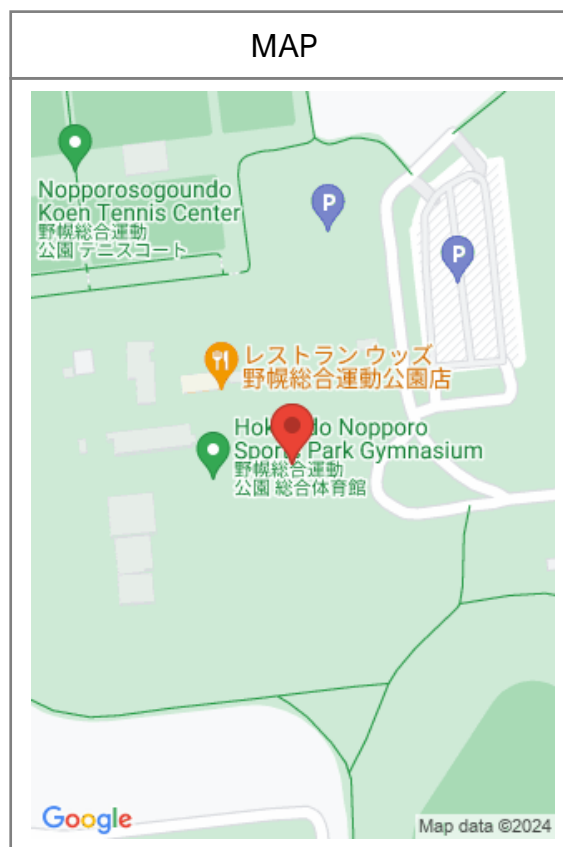 MAP
P
Nopporosogoundo
Koen Tennis Center
野幌総合運動
公園 テニスコート
P
レストラン ウッズ
野幌総合運動公園店
do Nopporo
Sports Park Gymnasium
野幌総合運動
公園 総合体育館
Google
Map data ©2024